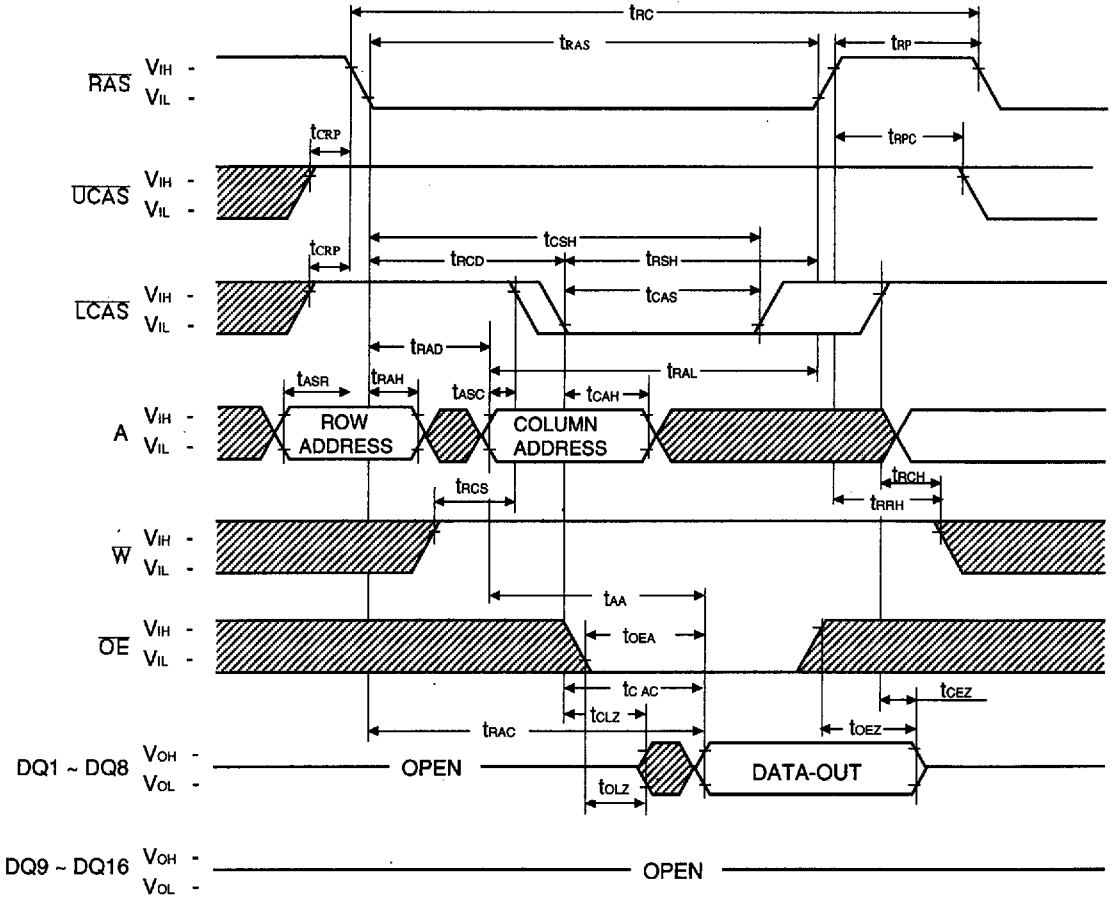 tRC
tRAS tRP
RAS VIH -
VIL -
tCRP tRPC
UCAS VIH -
VIL -
tCSH
tCRP tRCD tRSH
LCAS VIH -
VIL -
tCAS
tRAD
tRAL
tASR tRAH tASC tCAH
A VIH -
VIL -
ROW
ADDRESS
COLUMN
ADDRESS
tRCS tRCH
tRRH
W VIH -
VIL -
tAA
OE VIH -
VIL -
tOEA
tCAC tCEZ
tCLZ
tRAC tOEZ
DQ1 ~ DQ8 VOH -
VOL -
OPEN DATA-OUT
tOLZ
DQ9 ~ DQ16 VOH -
VOL -
OPEN